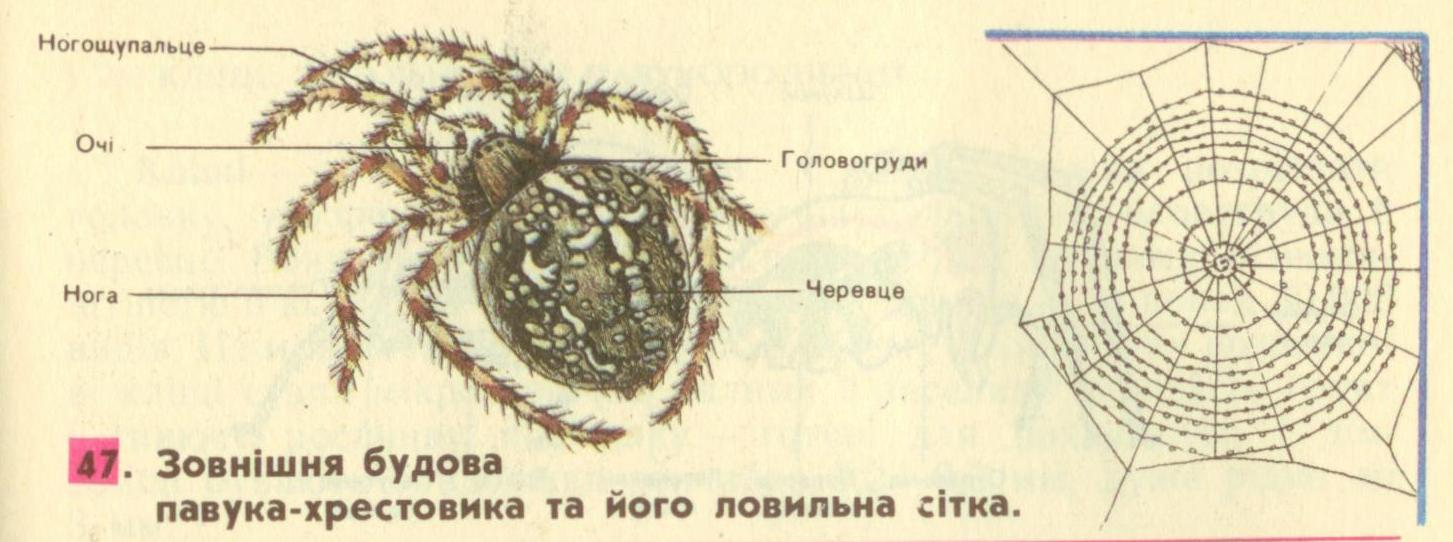 Ногощупальце
Очі
Головогруди
Нога
Черевце
47. Зовнішня будова
павука-хрестовика та його ловильна сітка.